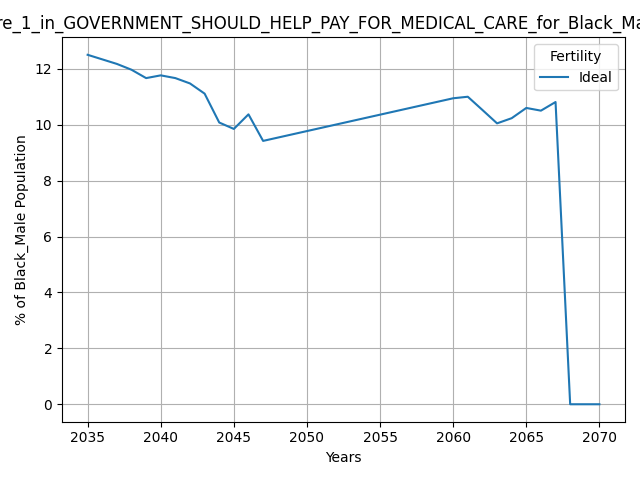 re_1_in_GOVERNMENT_SHOULD_HELP_PAY_FOR_MEDICAL_CARE_for_Black_Ma
Fertility
Ideal
12
10
8
6
4
2
0
% of Black_Male Population
2035 2040 2045 2050 2055 2060 2065 2070
Years